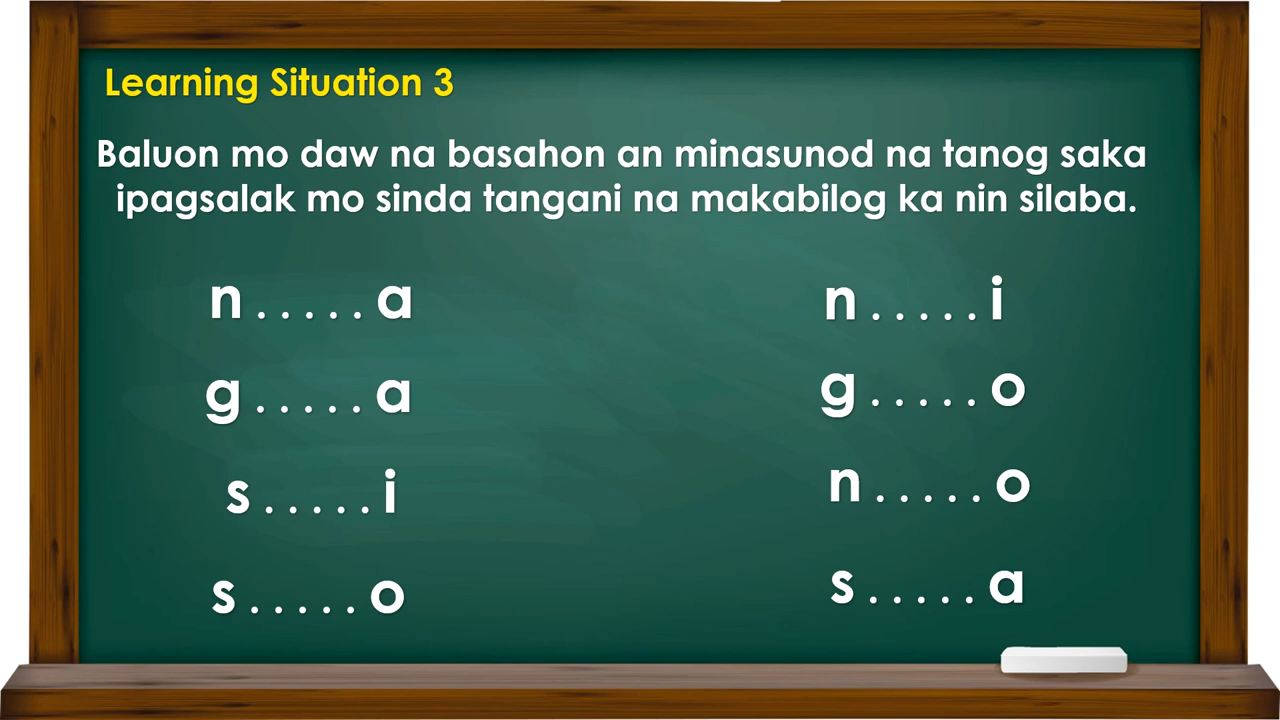 Learning Situation 3
Baluon mo daw na basahon an minasunod na tanog saka
ipagsalak mo sinda tangani na makabilog ka nin silaba.
n.....a
g.....a
s.....i
s.....o
n.....i
g.....o
n.....o
s.....a